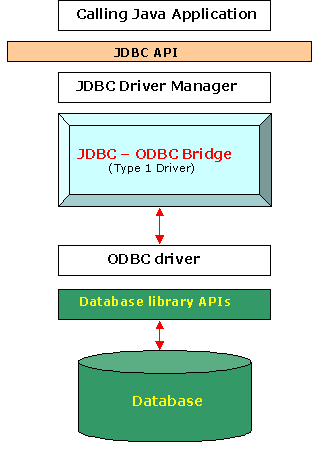 Calling Java Application
JDBC API
JDBC Driver Manager
JDBC – ODBC Bridge
(Type 1 Driver)
ODBC driver
Database library APIs
Database